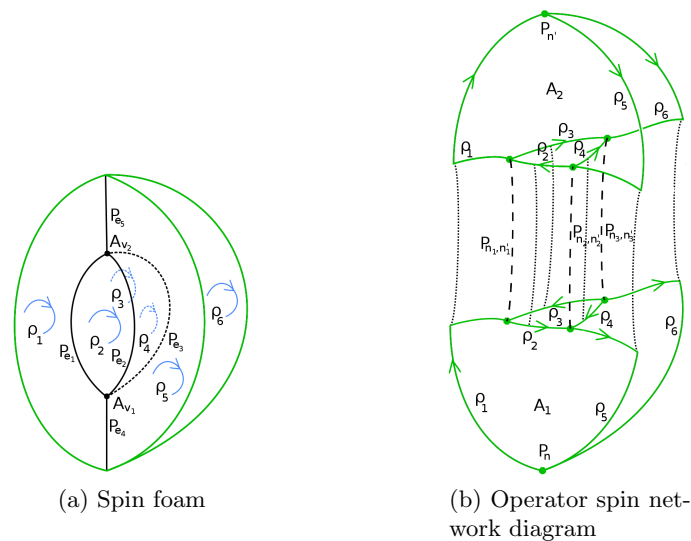 P_{e_5}
A_{v_2}
ρ_3
ρ_1
ρ_2
P_{e_1}
P_{e_2}
ρ_4
P_{e_3}
ρ_6
ρ_5
A_{v_1}
P_{e_4}
(a) Spin foam
P_{n'}
A_2
ρ_5
ρ_6
ρ_1
ρ_2
ρ_3
ρ_4
P_{n_1,n_1'}
P_{n_2,n_2'}
P_{n_3,n_3'}
ρ_3
ρ_2
ρ_4
ρ_6
ρ_1
A_1
ρ_5
P_n
(b) Operator spin net-
work diagram